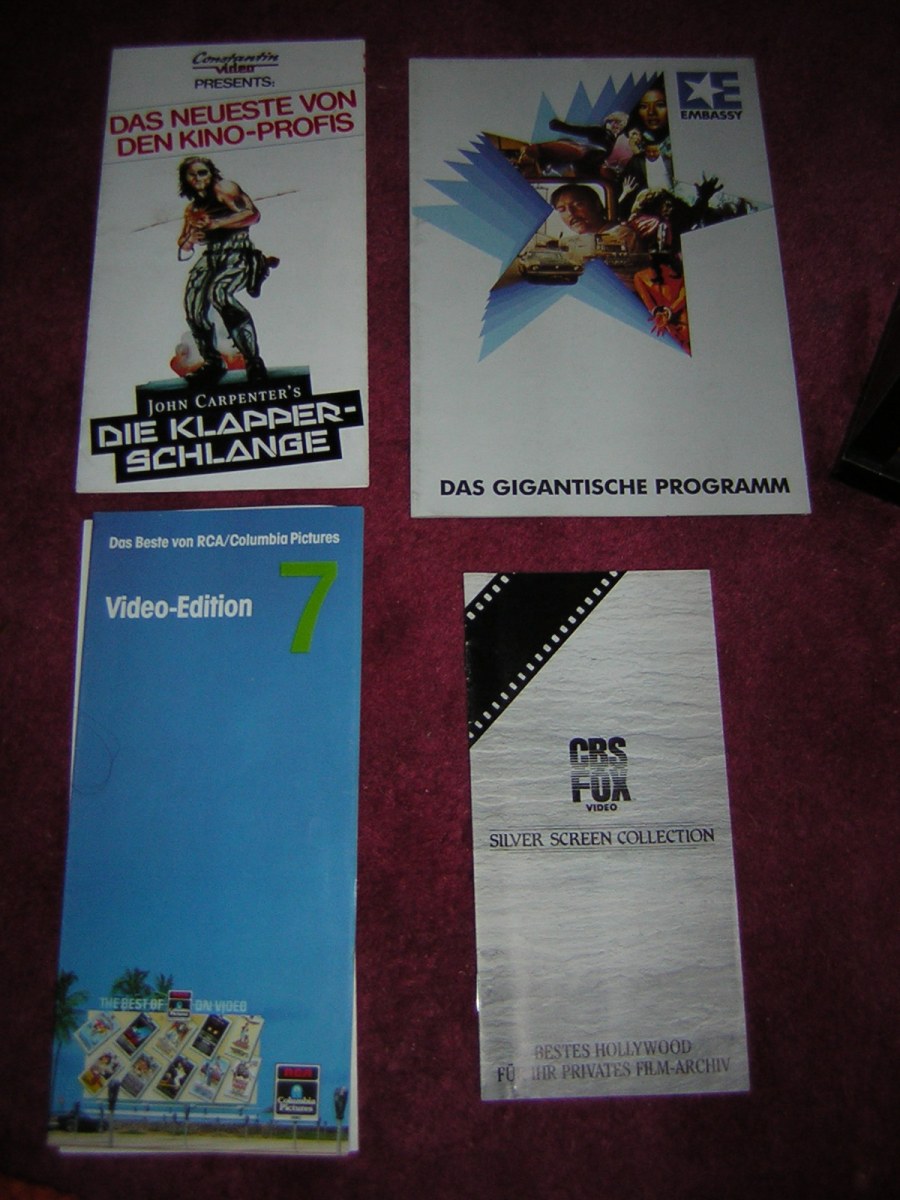 Constantin
Video
PRESENTS:
DAS NEUESTE VON
DEN KINO-PROFIS
JOHN CARPENTER'S
DIE KLAPPER-
SCHLANGE
EMBASSY
DAS GIGANTISCHE PROGRAMM
Das Beste von RCA/Columbia Pictures
Video-Edition 7
THE BEST OF ON VIDEO
RCA
Columbia
Pictures
CBS
FOX
VIDEO
SILVER SCREEN COLLECTION
BESTES HOLLYWOOD
FÜR IHR PRIVATES FILM-ARCHIV